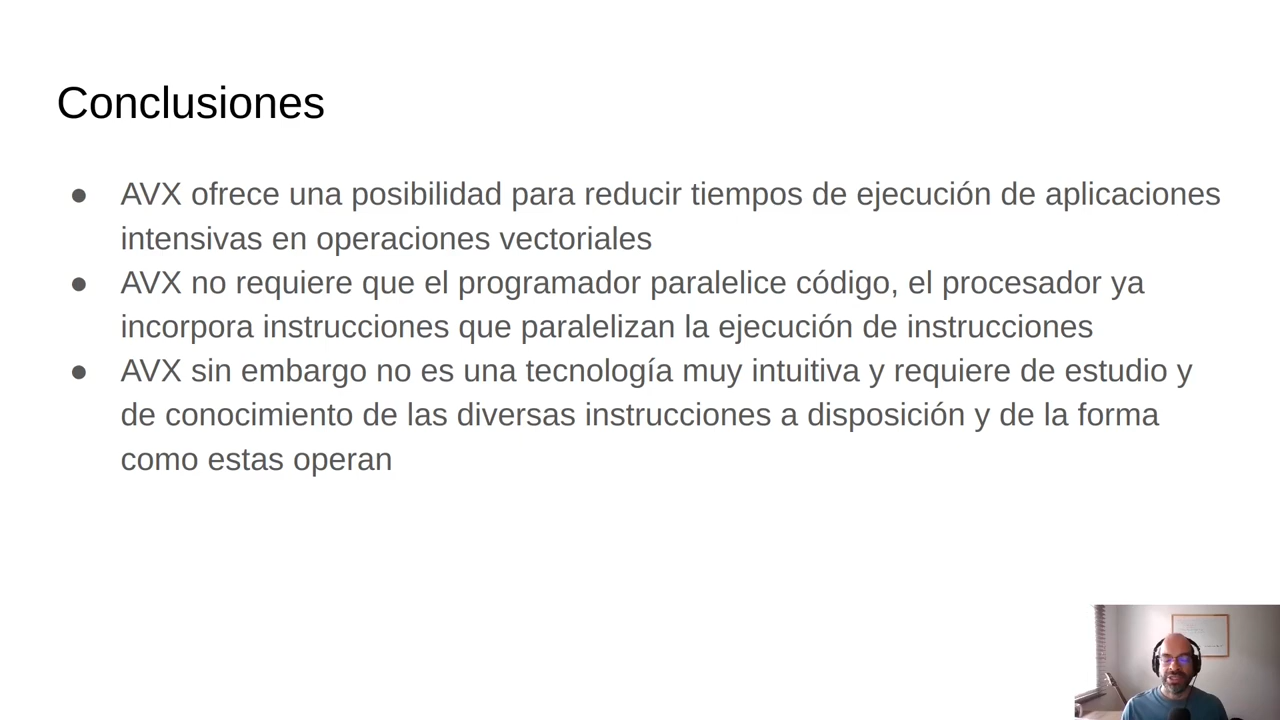 Conclusiones
● AVX ofrece una posibilidad para reducir tiempos de ejecución de aplicaciones
intensivas en operaciones vectoriales
● AVX no requiere que el programador paralelice código, el procesador ya
incorpora instrucciones que paralelizan la ejecución de instrucciones
● AVX sin embargo no es una tecnología muy intuitiva y requiere de estudio y
de conocimiento de las diversas instrucciones a disposición y de la forma
como estas operan